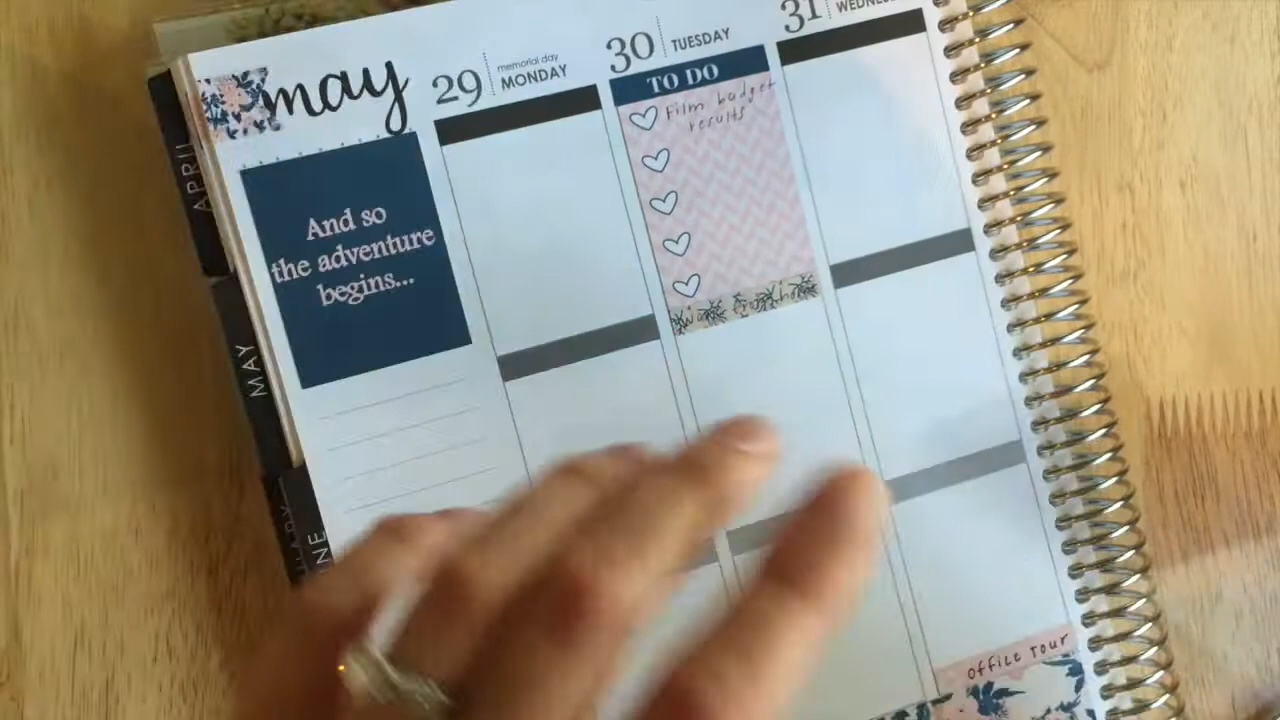 may
29
memorial day
MONDAY
30
TUESDAY
31
TO DO
Film budget
results
And so
the adventure
begins...
APRIL
MAY
office Tour